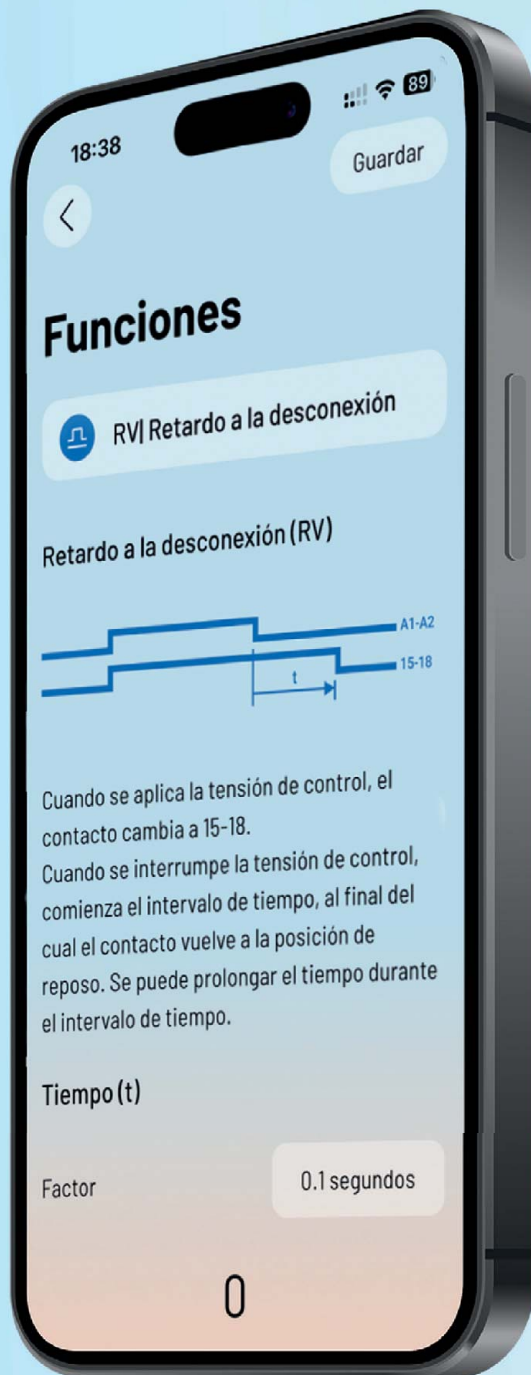 18:38
89
Guardar
Funciones
RV| Retardo a la desconexión
Retardo a la desconexión (RV)
A1-A2
15-18
t
Cuando se aplica la tensión de control, el
contacto cambia a 15-18.
Cuando se interrumpe la tensión de control,
comienza el intervalo de tiempo, al final del
cual el contacto vuelve a la posición de
reposo. Se puede prolongar el tiempo durante
el intervalo de tiempo.
Tiempo (t)
Factor
0.1 segundos
0